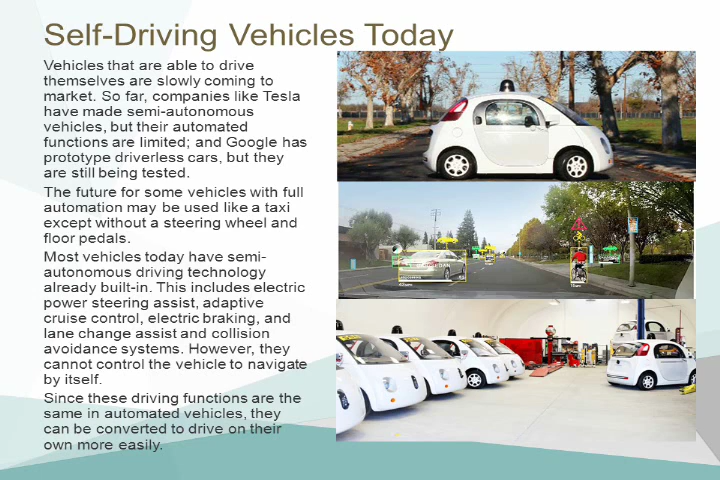 Self-Driving Vehicles Today
Vehicles that are able to drive
themselves are slowly coming to
market. So far, companies like Tesla
have made semi-autonomous
vehicles, but their automated
functions are limited; and Google has
prototype driverless cars, but they
are still being tested.
The future for some vehicles with full
automation may be used like a taxi
except without a steering wheel and
floor pedals.
Most vehicles today have semi-
autonomous driving technology
already built-in. This includes electric
power steering assist, adaptive
cruise control, electric braking, and
lane change assist and collision
avoidance systems. However, they
cannot control the vehicle to navigate
by itself.
Since these driving functions are the
same in automated vehicles, they
can be converted to drive on their
own more easily.